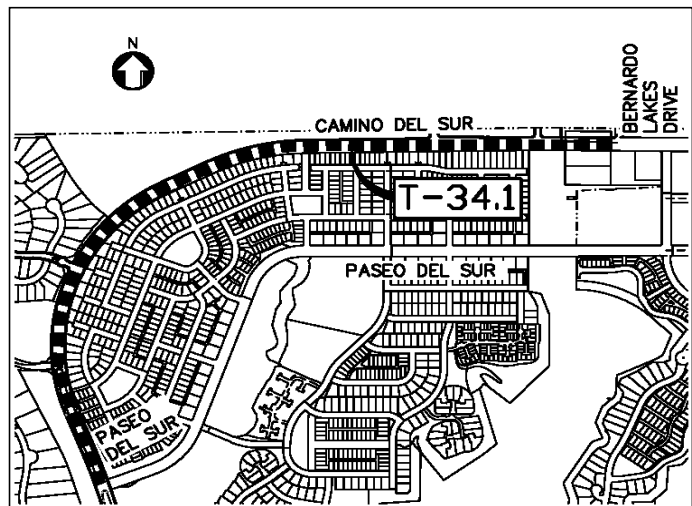 N
CAMINO DEL SUR
BERNARDO
LAKES
DRIVE
T-34.1
PASEO DEL SUR
PASEO
DEL SUR